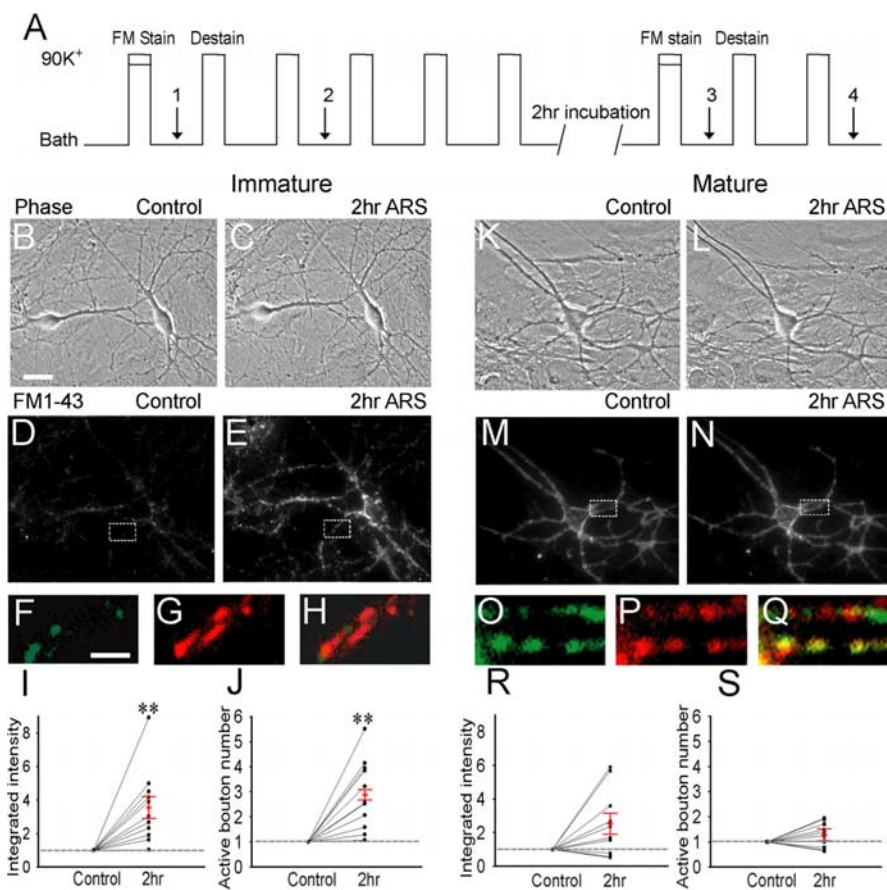 A
FM Stain Destain FM stain Destain
90K+
1 2 3 4
2hr incubation
Bath
Immature Mature
Phase Control 2hr ARS Control 2hr ARS
B C K L
FM1-43 Control 2hr ARS Control 2hr ARS
D E M N
F G H O P Q
I J R S
** **
Integrated intensity
8
6
4
2
Control 2hr
Active bouton number
6
5
4
3
2
1
0
Control 2hr
Integrated intensity
8
6
4
2
0
Control 2hr
Active bouton number
6
5
4
3
2
1
0
Control 2hr